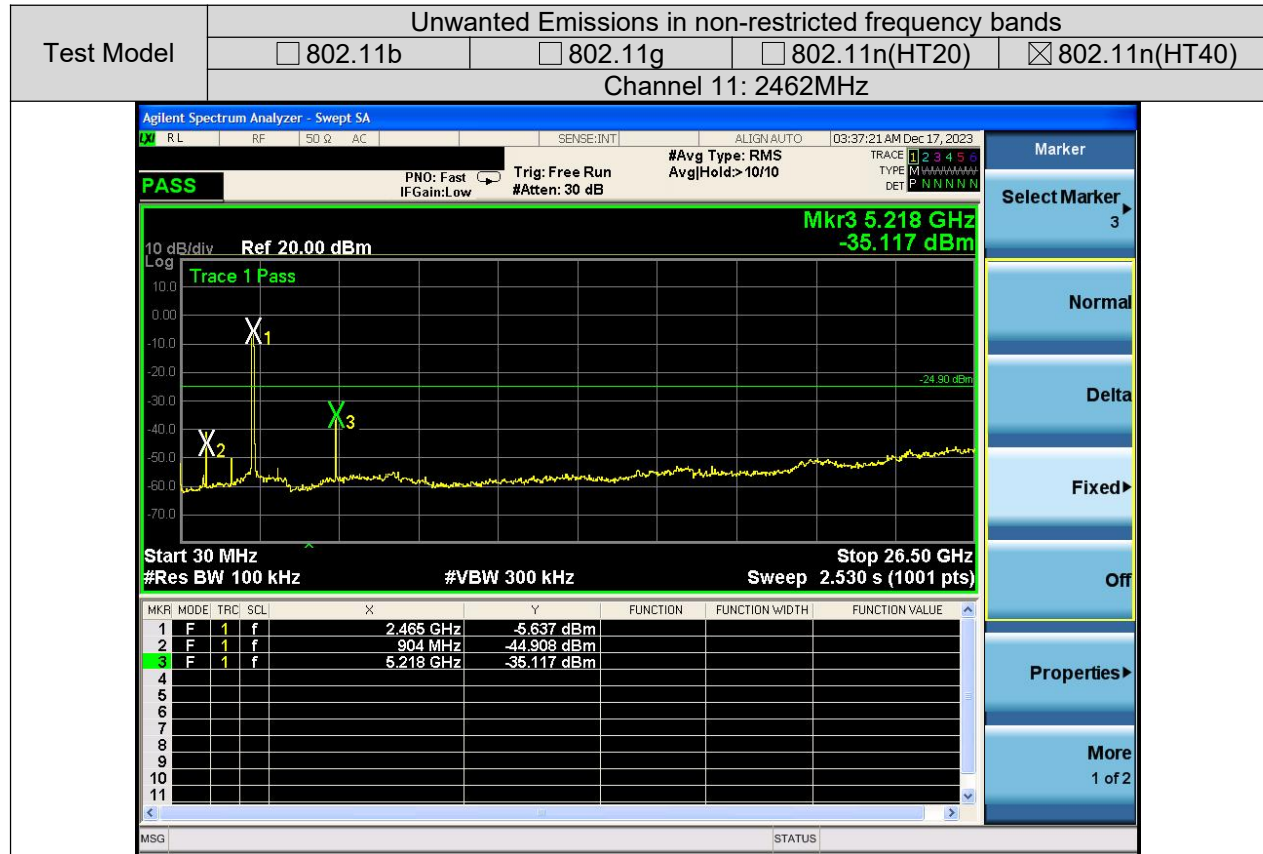 Test Model
Unwanted Emissions in non-restricted frequency bands
☐ 802.11b ☐ 802.11g ☐ 802.11n(HT20) ☒ 802.11n(HT40)
Channel 11: 2462MHz
Agilent Spectrum Analyzer - Swept SA
LXI RL RF 50 Ω AC SENSE:INT ALIGN AUTO 03:37:21 AM Dec 17, 2023
PASS
PNO: Fast
IFGain:Low
Trig: Free Run
#Atten: 30 dB
#Avg Type: RMS
Avg|Hold:>10/10
TRACE 1 2 3 4 5 6
TYPE M WWWWW
DET P N N N N N
Mkr3 5.218 GHz
-35.117 dBm
10 dB/div Ref 20.00 dBm
Log
Trace 1 Pass
10.0
0.00
-10.0
-20.0
-30.0
-40.0
-50.0
-60.0
-70.0
1
2
3
-24.90 dBm
Start 30 MHz Stop 26.50 GHz
#Res BW 100 kHz #VBW 300 kHz Sweep 2.530 s (1001 pts)
MKR MODE TRC SCL X Y FUNCTION FUNCTION WIDTH FUNCTION VALUE
1 F 1 f 2.465 GHz -5.637 dBm
2 F 1 f 904 MHz -44.908 dBm
3 F 1 f 5.218 GHz -35.117 dBm
4
5
6
7
8
9
10
11
MSG STATUS
Marker
Select Marker
3
Normal
Delta
Fixed
Off
Properties
More
1 of 2